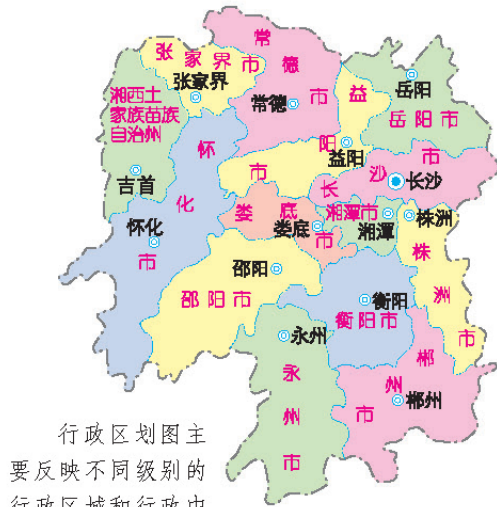 张家界市
张家界
常德市
常德
岳阳
岳阳市
湘西土
家族苗族
自治州
吉首
怀化市
怀化
益阳市
益阳
长沙市
长沙
娄底市
娄底
湘潭市
湘潭
株洲
株洲市
邵阳
邵阳市
衡阳
衡阳市
永州
永州市
郴州市
郴州
行政区划图主
要反映不同级别的
行政区域和行政中